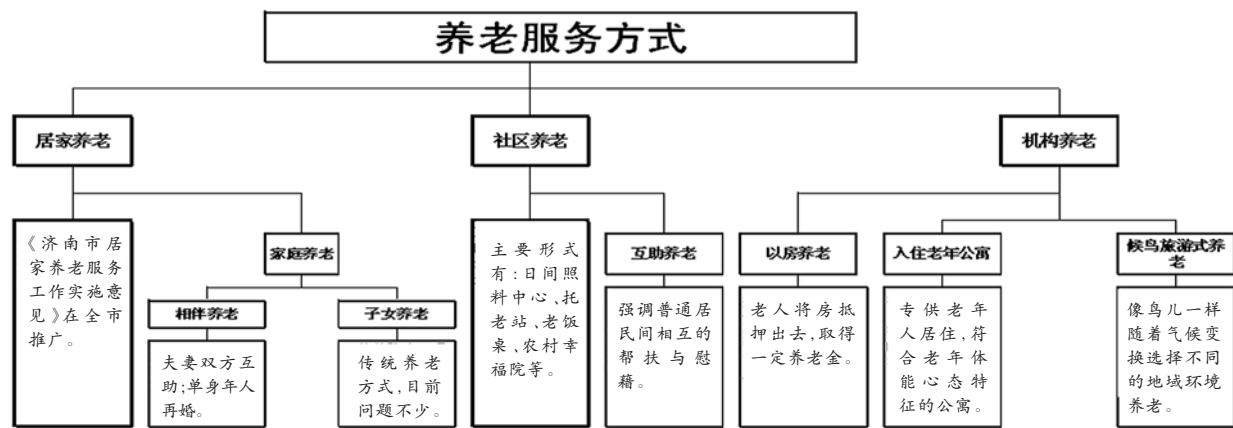 养老服务方式
居家养老
社区养老
机构养老
《济南市居
家养老服务
工作实施意
见》在全市
推广。
家庭养老
相伴养老
夫妻双方互
助;单身年人
再婚。
子女养老
传统养老
方式,目前
问题不少。
主要形式
有:日间照
料中心、托
老站、老饭
桌、农村幸
福院等。
互助养老
强调普通居
民间相互的
帮扶与慰
藉。
以房养老
老人将房抵
押出去,取得
一定养老金。
入住老年公寓
专供老年
人居住,符
合老年体
能心态特
征的公寓。
候鸟旅游式养
老
像鸟儿一样
随着气候变
换选择不同
的地域环境
养老。